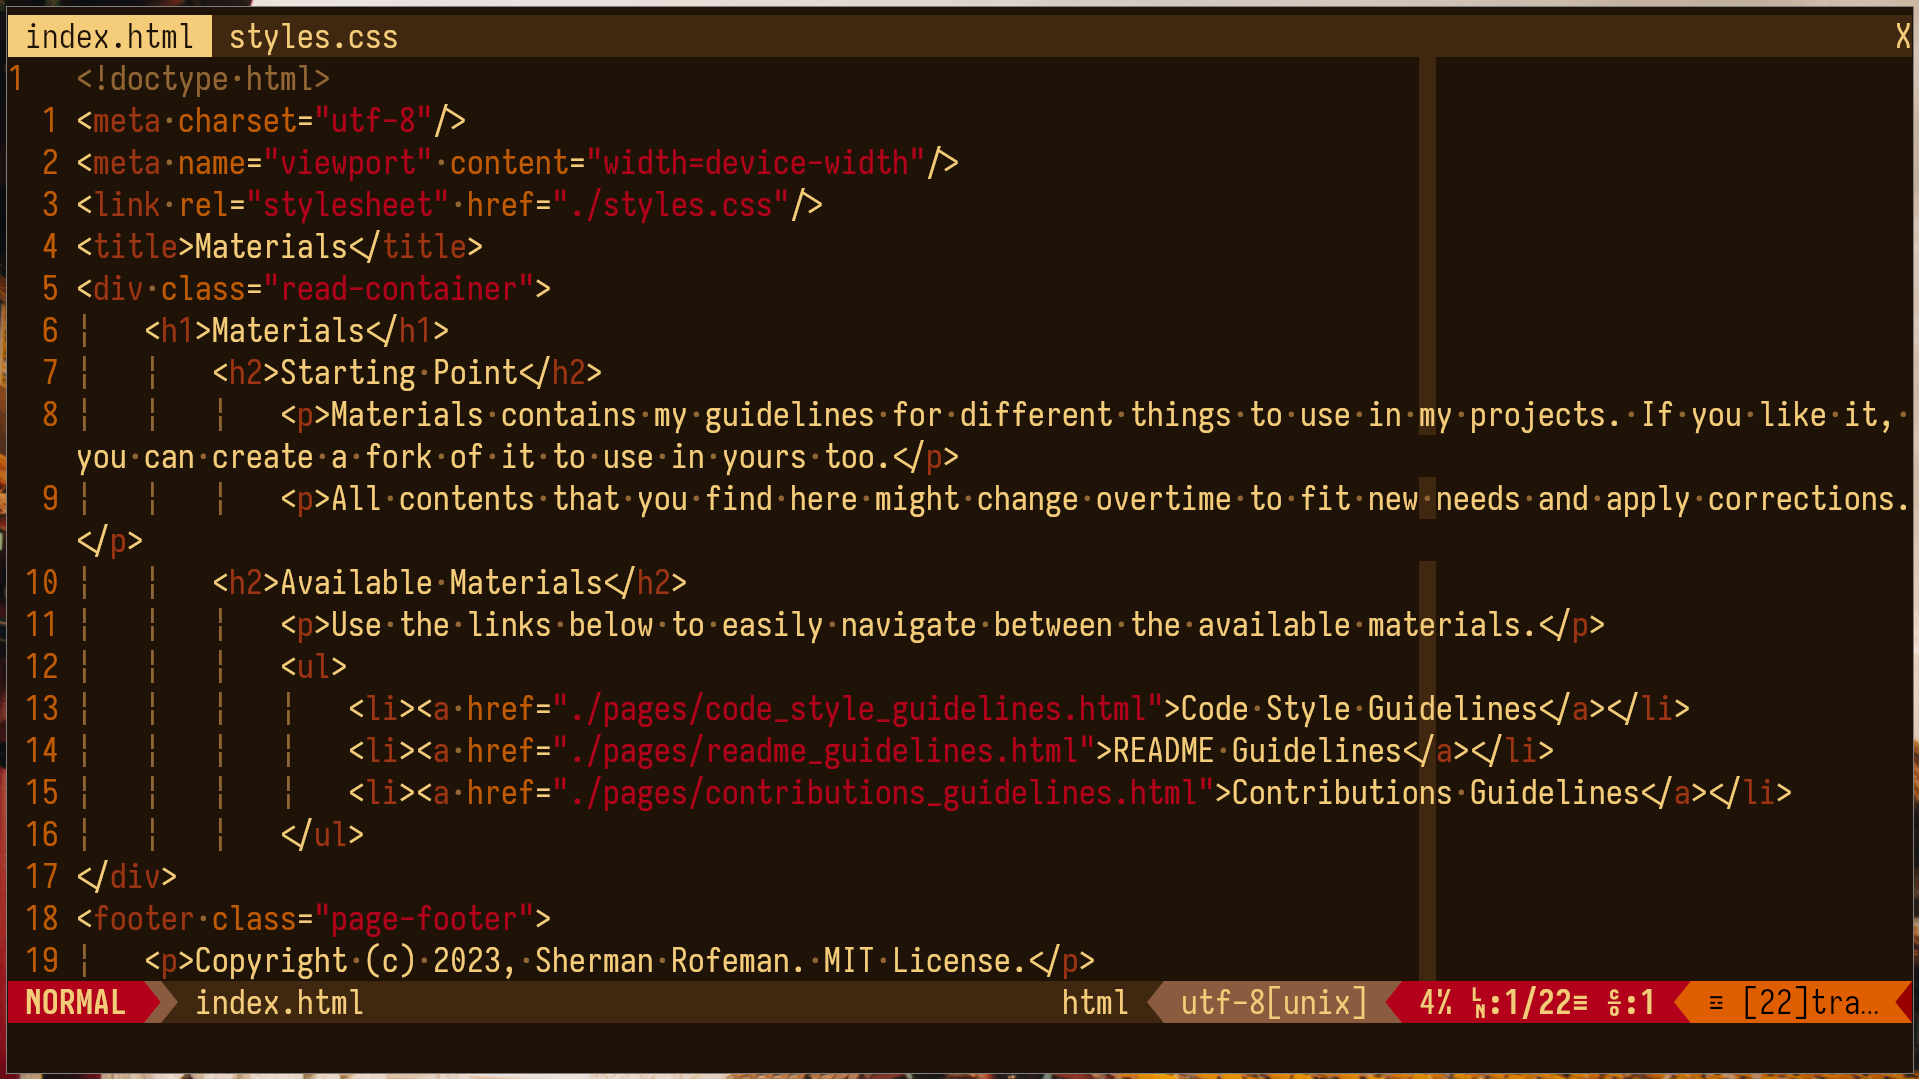 index.html styles.css X
1 <!doctype·html>
1 <meta·charset="utf-8"/>
2 <meta·name="viewport"·content="width=device-width"/>
3 <link·rel="stylesheet"·href="./styles.css"/>
4 <title>Materials</title>
5 <div·class="read-container">
6 ¦   <h1>Materials</h1>
7 ¦   ¦   <h2>Starting·Point</h2>
8 ¦   ¦   ¦   <p>Materials·contains·my·guidelines·for·different·things·to·use·in·my·projects.·If·you·like·it,·
you·can·create·a·fork·of·it·to·use·in·yours·too.</p>
9 ¦   ¦   ¦   <p>All·contents·that·you·find·here·might·change·overtime·to·fit·new·needs·and·apply·corrections.
</p>
10 ¦   ¦   <h2>Available·Materials</h2>
11 ¦   ¦   ¦   <p>Use·the·links·below·to·easily·navigate·between·the·available·materials.</p>
12 ¦   ¦   ¦   <ul>
13 ¦   ¦   ¦   ¦   <li><a·href="./pages/code_style_guidelines.html">Code·Style·Guidelines</a></li>
14 ¦   ¦   ¦   ¦   <li><a·href="./pages/readme_guidelines.html">README·Guidelines</a></li>
15 ¦   ¦   ¦   ¦   <li><a·href="./pages/contributions_guidelines.html">Contributions·Guidelines</a></li>
16 ¦   ¦   ¦   </ul>
17 </div>
18 <footer·class="page-footer">
19 ¦   <p>Copyright·(c)·2023,·Sherman·Rofeman.·MIT·License.</p>
NORMAL index.html html utf-8[unix] 4% ␊:1/22≡ ℅:1 ☲ [22]tra…